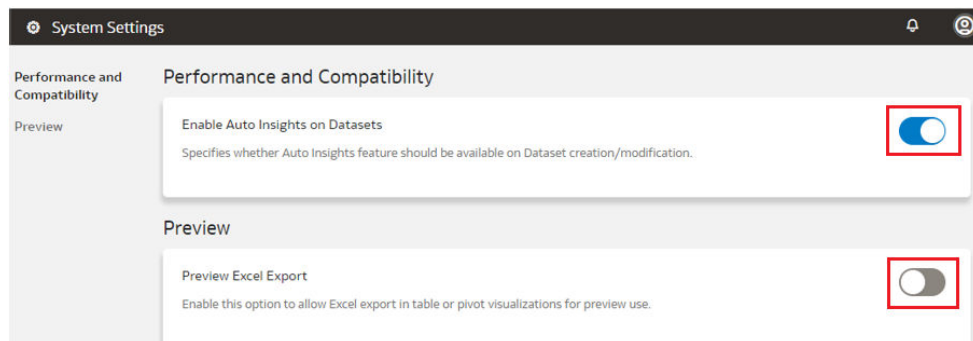 System Settings
Performance and
Compatibility
Preview
Performance and Compatibility
Enable Auto Insights on Datasets
Specifies whether Auto Insights feature should be available on Dataset creation/modification.
Preview
Preview Excel Export
Enable this option to allow Excel export in table or pivot visualizations for preview use.